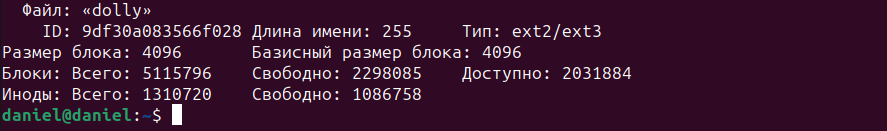 Файл: «dolly»
ID: 9df30a083566f028 Длина имени: 255 Тип: ext2/ext3
Размер блока: 4096 Базисный размер блока: 4096
Блоки: Всего: 5115796 Свободно: 2298085 Доступно: 2031884
Иноды: Всего: 1310720 Свободно: 1086758
daniel@daniel:~$